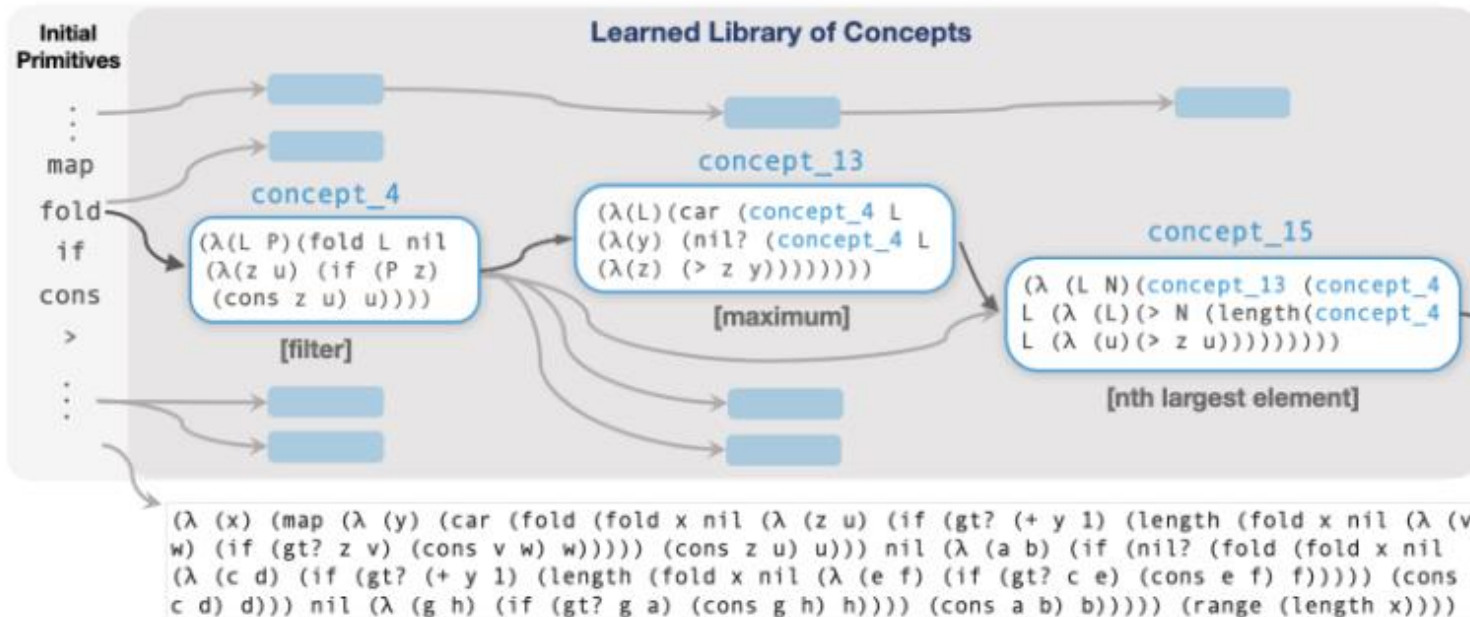 Initial
Primitives
Learned Library of Concepts
map
fold
if
cons
>
concept_4
(λ(L P)(fold L nil
(λ(z u) (if (P z)
(cons z u) u))))
[filter]
concept_13
(λ(L)(car (concept_4 L
(λ(y) (nil? (concept_4 L
(λ(z) (> z y))))))))
[maximum]
concept_15
(λ (L N)(concept_13 (concept_4
L (λ (L)(> N (length(concept_4
L (λ (u)(> z u)))))))))
[nth largest element]
(λ (x) (map (λ (y) (car (fold (fold x nil (λ (z u) (if (gt? (+ y 1) (length (fold x nil (λ (v
w) (if (gt? z v) (cons v w) w))))) (cons z u) u))) nil (λ (a b) (if (nil? (fold (fold x nil
(λ (c d) (if (gt? (+ y 1) (length (fold x nil (λ (e f) (if (gt? c e) (cons e f) f))))) (cons
c d) d))) nil (λ (g h) (if (gt? g a) (cons g h) h)))) (cons a b) b))))) (range (length x))))